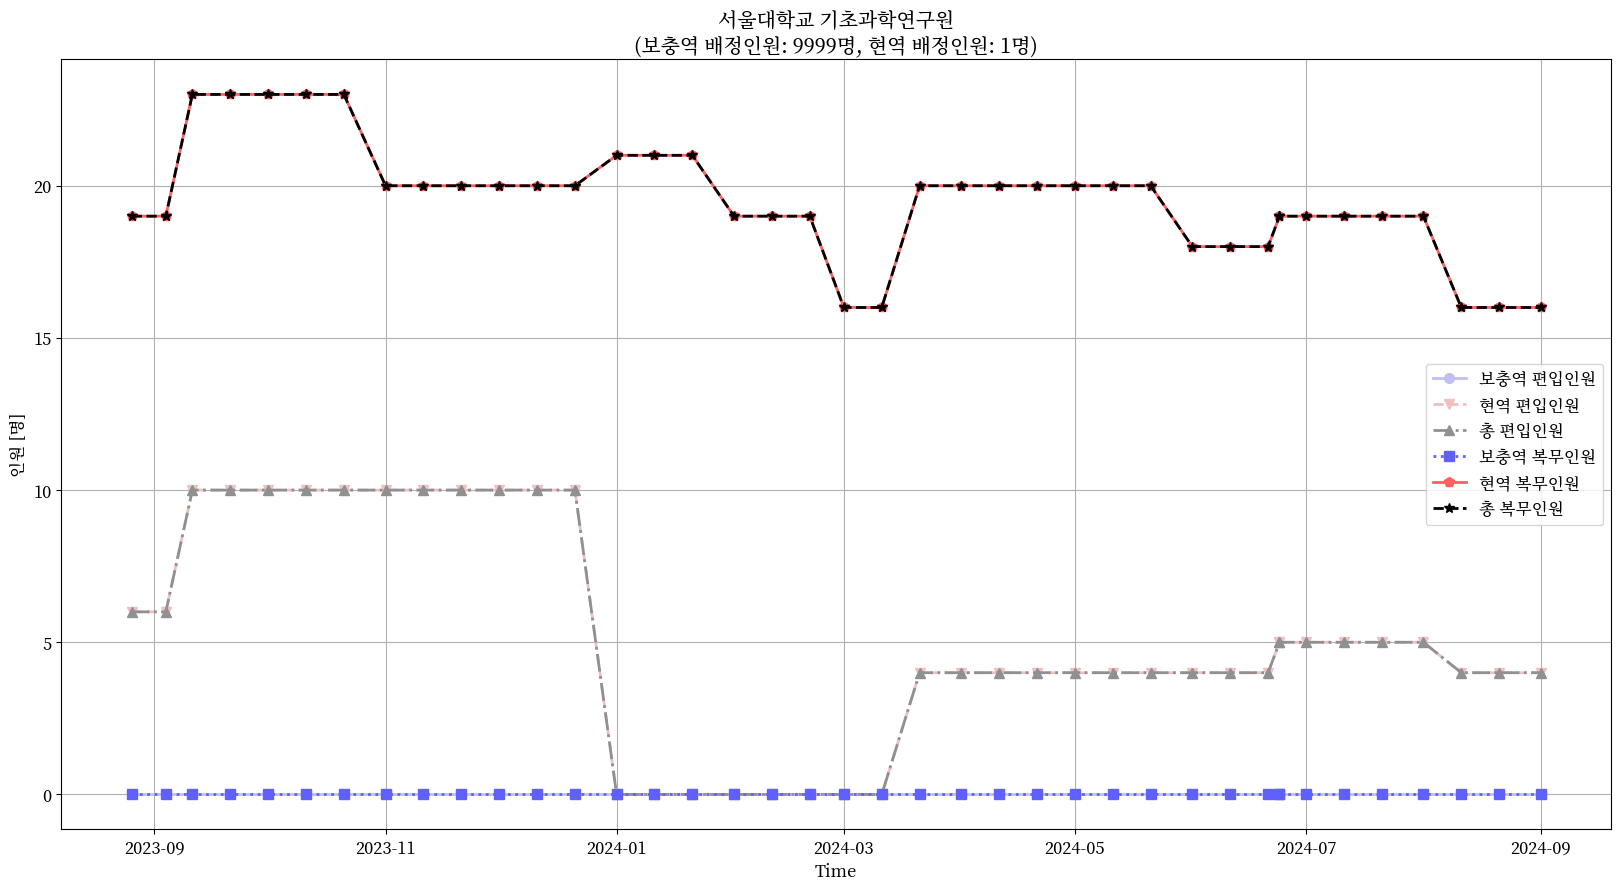 서울대학교 기초과학연구원
(보충역 배정인원: 9999명, 현역 배정인원: 1명)
인원 [명]
20
15
10
5
0
보충역 편입인원
현역 편입인원
총 편입인원
보충역 복무인원
현역 복무인원
총 복무인원
2023-09 2023-11 2024-01 2024-03 2024-05 2024-07 2024-09
Time